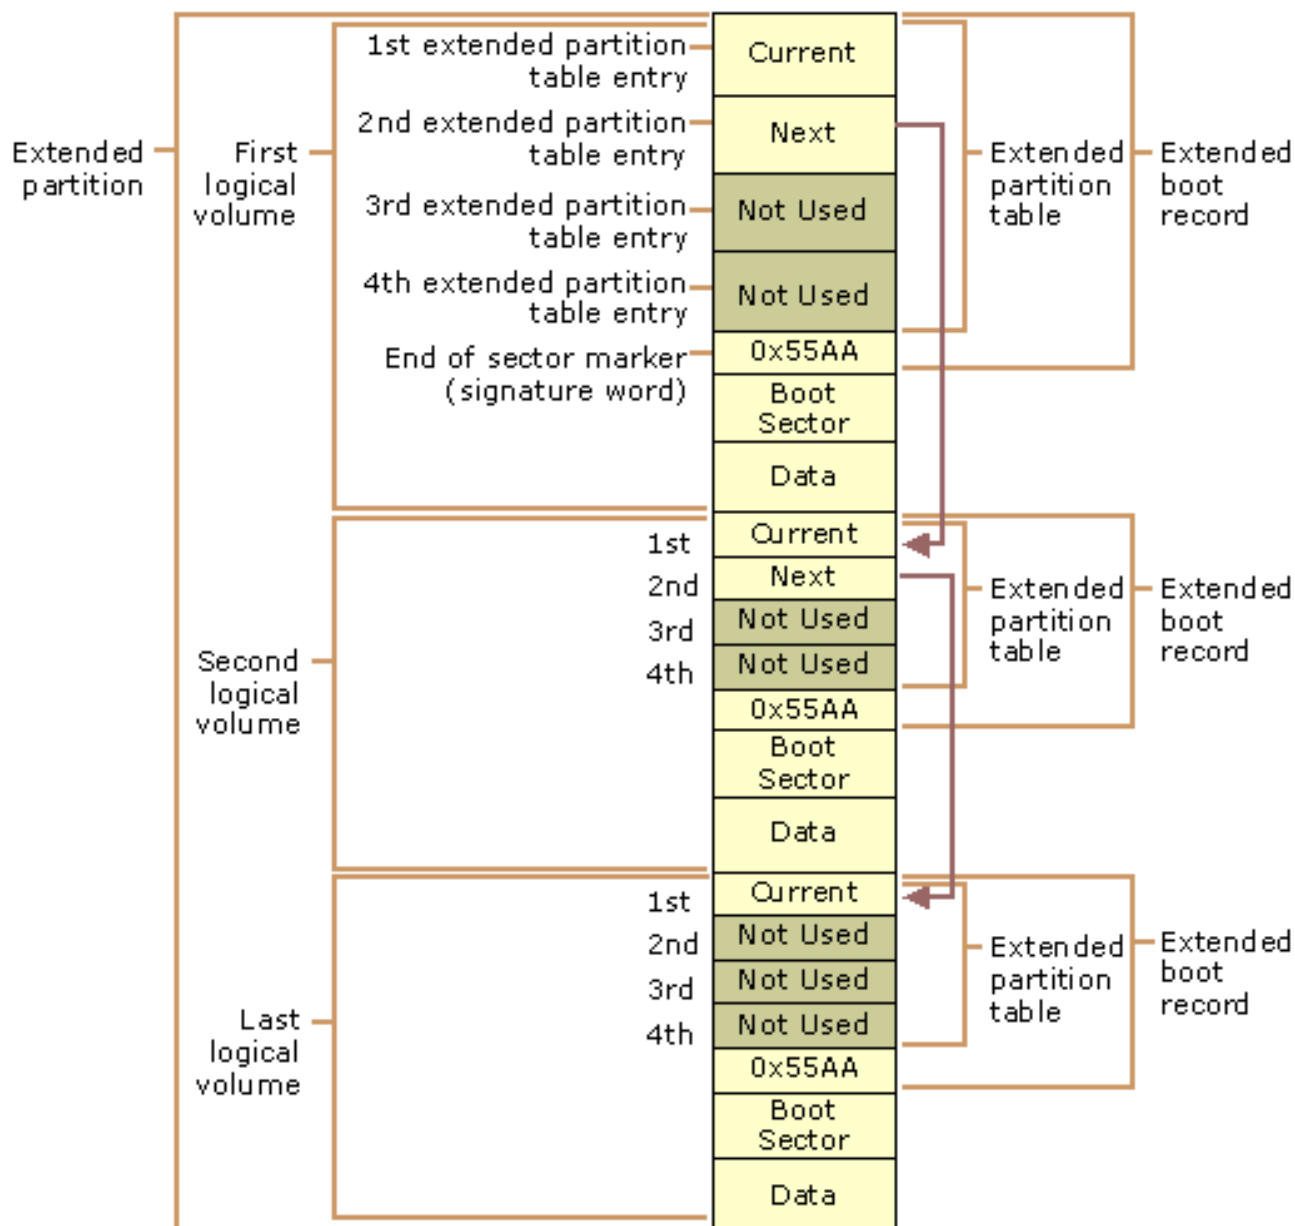 1st extended partition
table entry
Current
2nd extended partition
table entry
Next
Extended
partition
First
logical
volume
3rd extended partition
table entry
Not Used
Extended
partition
table
Extended
boot
record
4th extended partition
table entry
Not Used
End of sector marker
(signature word)
0x55AA
Boot
Sector
Data
1st
Current
2nd
Next
3rd
Not Used
4th
Not Used
Extended
partition
table
Extended
boot
record
Second
logical
volume
0x55AA
Boot
Sector
Data
1st
Current
2nd
Not Used
3rd
Not Used
4th
Not Used
Extended
partition
table
Extended
boot
record
Last
logical
volume
0x55AA
Boot
Sector
Data